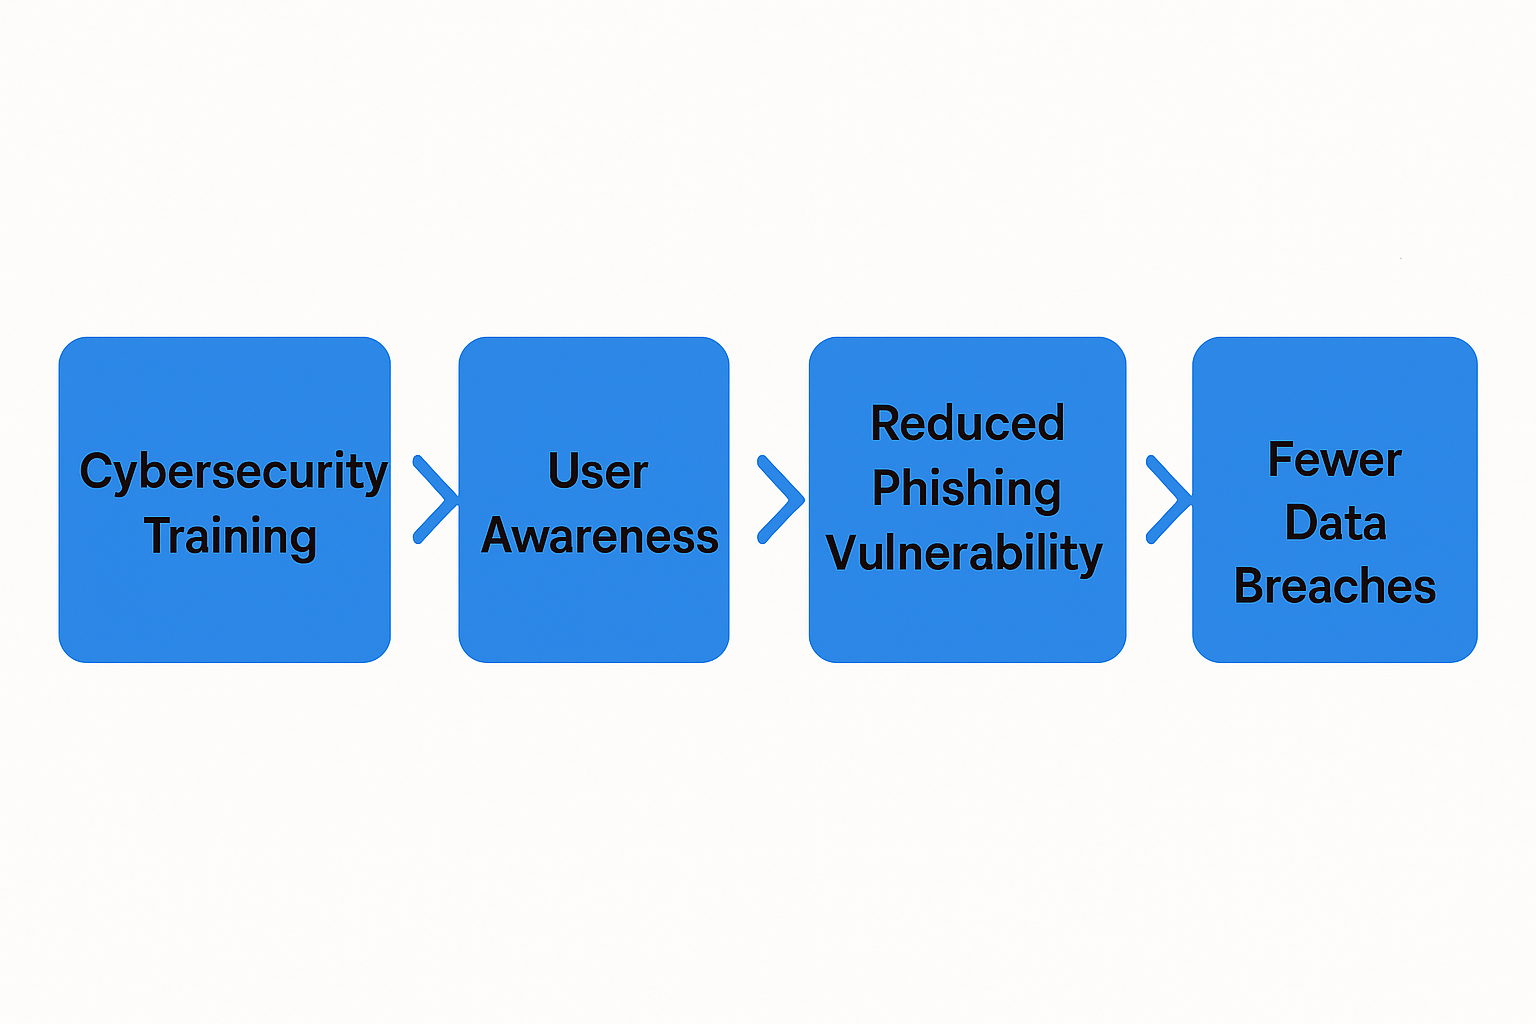 Cybersecurity
Training
User
Awareness
Reduced
Phishing
Vulnerability
Fewer
Data
Breaches